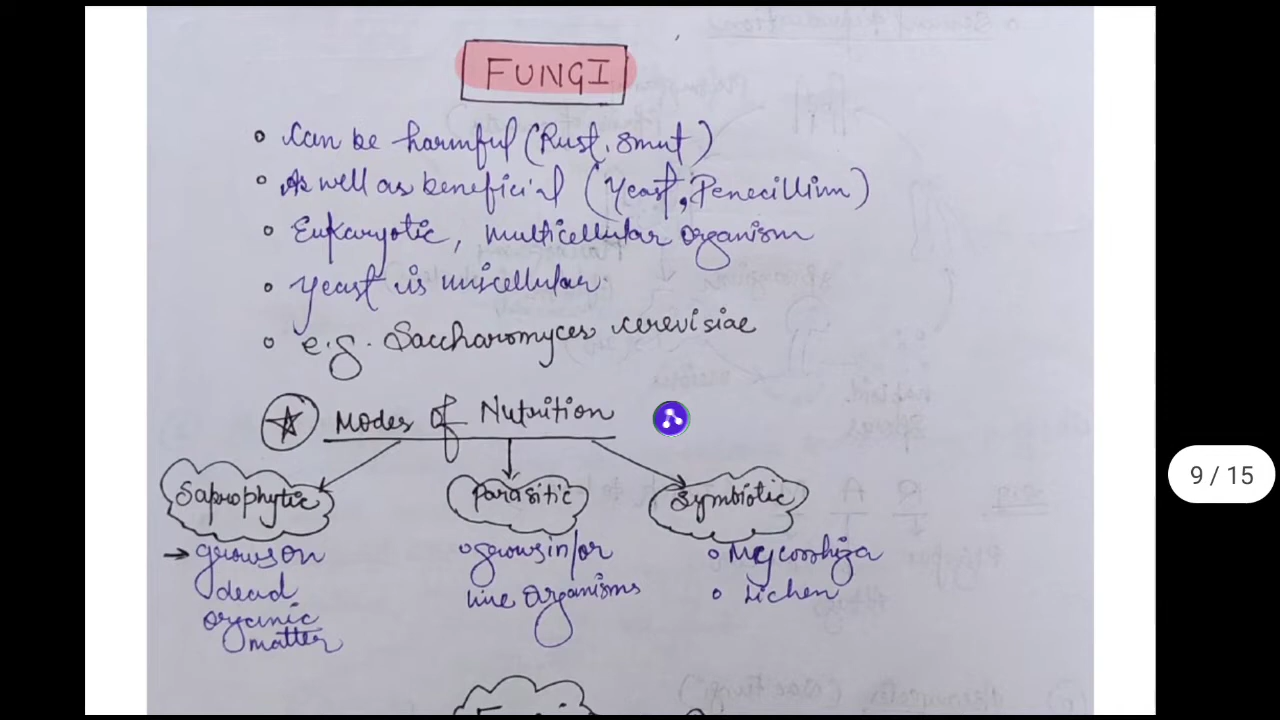 FUNGI
Can be harmful (Rust, Smut)
As well as beneficial (Yeast, Penecillium)
Eukaryotic, multicellular organism
Yeast is unicellular.
e.g. Saccharomyces cerevisiae
Modes of Nutrition
Saprophytic Parasitic Symbiotic
→ grows on dead organic matter
grows in/on live organisms
Mycorrhiza
Lichen
9 / 15